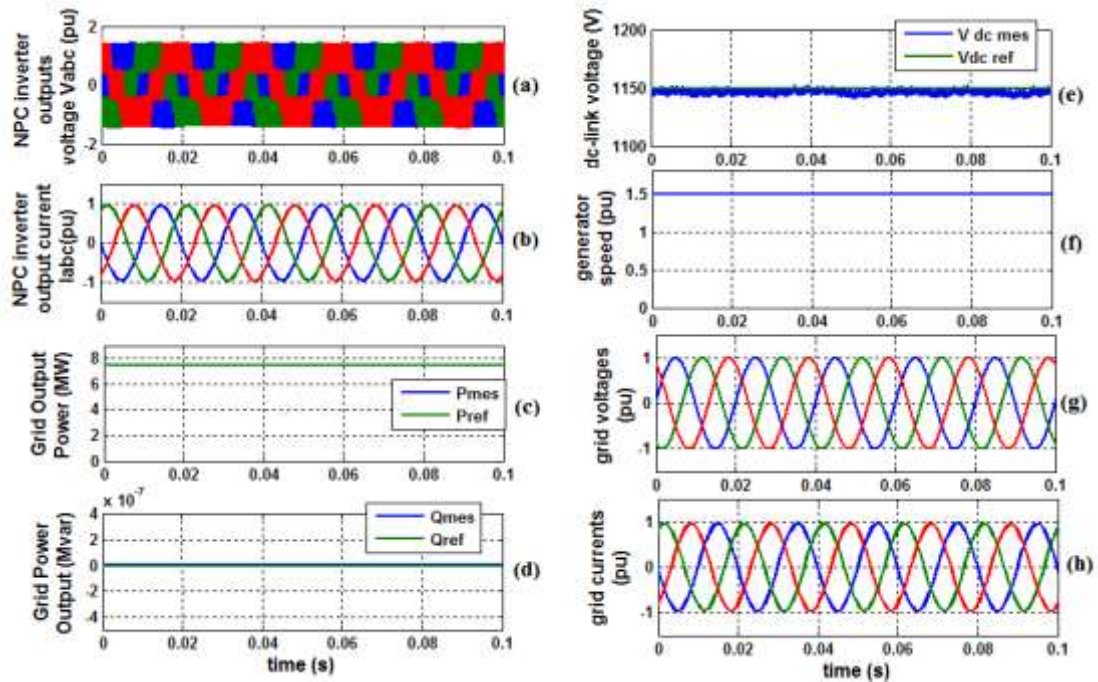 NPC inverter
outputs
voltage Vabc (pu)
2
0
-2
0 0.02 0.04 0.06 0.08 0.1
(a)
NPC inverter
output current
Iabc(pu)
1
0
-1
0 0.02 0.04 0.06 0.08 0.1
(b)
Grid Output
Power (MW)
8
6
4
2
0
0 0.02 0.04 0.06 0.08 0.1
Pmes
Pref
(c)
Grid Power
Output (Mvar)
x 10-7
4
2
0
-2
-4
0 0.02 0.04 0.06 0.08 0.1
Qmes
Qref
(d)
time (s)
dc-link voltage (V)
1200
1150
1100
0 0.02 0.04 0.06 0.08 0.1
V dc mes
Vdc ref
(e)
generator
speed (pu)
1.5
1
0.5
0
0 0.02 0.04 0.06 0.08 0.1
(f)
grid voltages
(pu)
1
0
-1
0 0.02 0.04 0.06 0.08 0.1
(g)
grid currents
(pu)
1
0
-1
0 0.02 0.04 0.06 0.08 0.1
(h)
time (s)